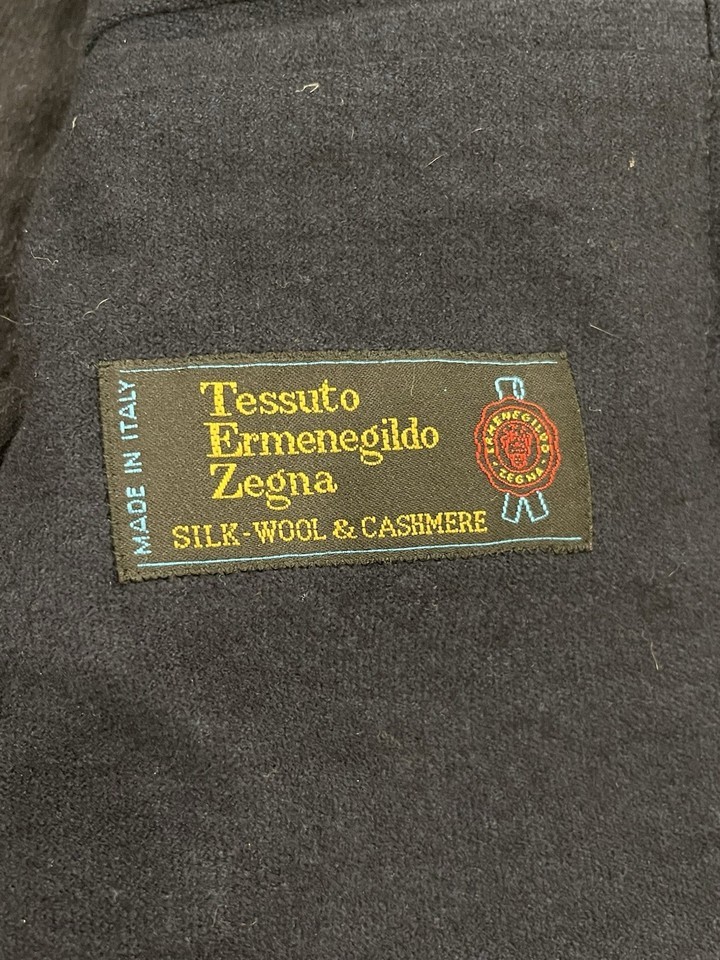 MADE IN ITALY
Tessuto
Ermenegildo
Zegna
SILK-WOOL & CASHMERE
ERMENEGILDO
ZEGNA